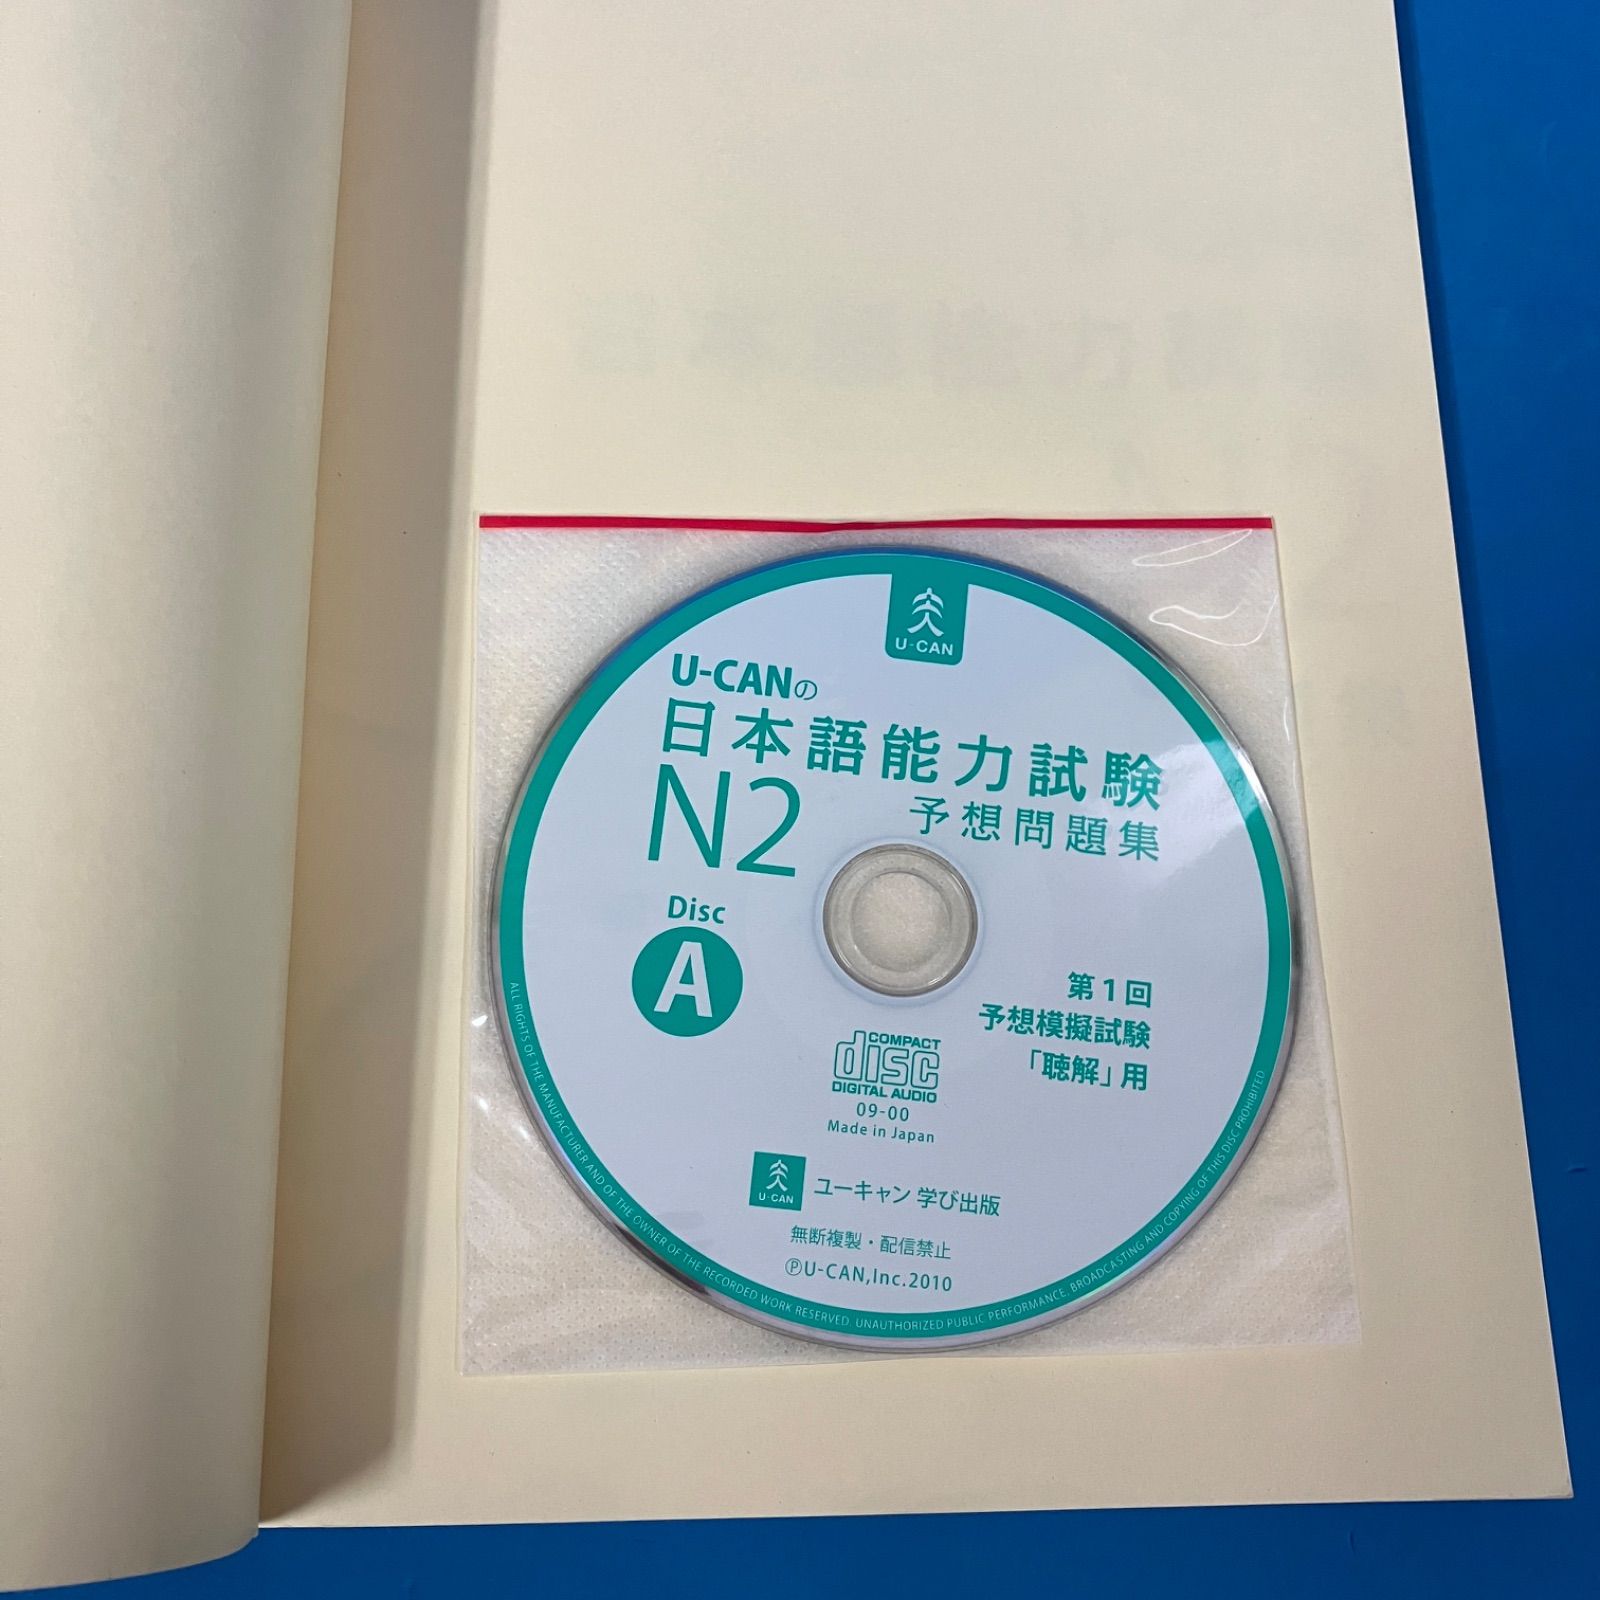 U-CAN
U-CANの
日本語能力試験
N2
予想問題集
Disc
A
第1回
予想模擬試験
「聴解」用
COMPACT
disc
DIGITAL AUDIO
09-00
Made in Japan
U-CAN
ユーキャン 学び出版
無断複製・配信禁止
ⓅU-CAN,Inc.2010
ALL RIGHTS OF THE MANUFACTURER AND OF THE OWNER OF THE RECORDED WORK RESERVED. UNAUTHORIZED PUBLIC PERFORMANCE, BROADCASTING AND COPYING OF THIS DISC PROHIBITED